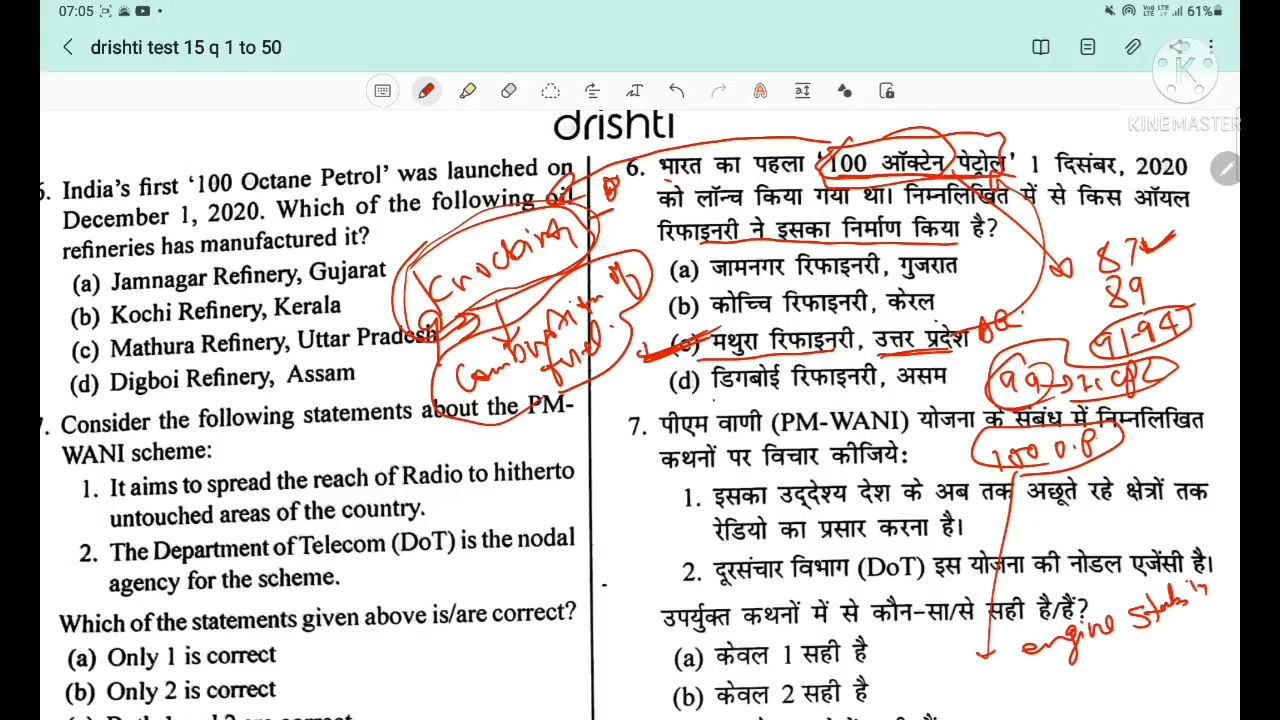 07:05
61%
drishti test 15 q 1 to 50
KINEMASTER
drishti
5. India's first '100 Octane Petrol' was launched on
December 1, 2020. Which of the following oil
refineries has manufactured it?
(a) Jamnagar Refinery, Gujarat
(b) Kochi Refinery, Kerala
(c) Mathura Refinery, Uttar Pradesh
(d) Digboi Refinery, Assam
7. Consider the following statements about the PM-
WANI scheme:
1. It aims to spread the reach of Radio to hitherto
untouched areas of the country.
2. The Department of Telecom (DoT) is the nodal
agency for the scheme.
Which of the statements given above is/are correct?
(a) Only 1 is correct
(b) Only 2 is correct
6. भारत का पहला '100 ऑक्टेन पेट्रोल' 1 दिसंबर, 2020
को लॉन्च किया गया था। निम्नलिखित में से किस ऑयल
रिफाइनरी ने इसका निर्माण किया है?
(a) जामनगर रिफाइनरी, गुजरात
(b) कोच्चि रिफाइनरी, केरल
(c) मथुरा रिफाइनरी, उत्तर प्रदेश
(d) डिगबोई रिफाइनरी, असम
7. पीएम वाणी (PM-WANI) योजना के संबंध में निम्नलिखित
कथनों पर विचार कीजिये:
1. इसका उद्देश्य देश के अब तक अछूते रहे क्षेत्रों तक
रेडियो का प्रसार करना है।
2. दूरसंचार विभाग (DoT) इस योजना की नोडल एजेंसी है।
उपर्युक्त कथनों में से कौन-सा/से सही है/हैं?
(a) केवल 1 सही है
(b) केवल 2 सही है
87
89
91-94
99
100 O.P
engine
fuel